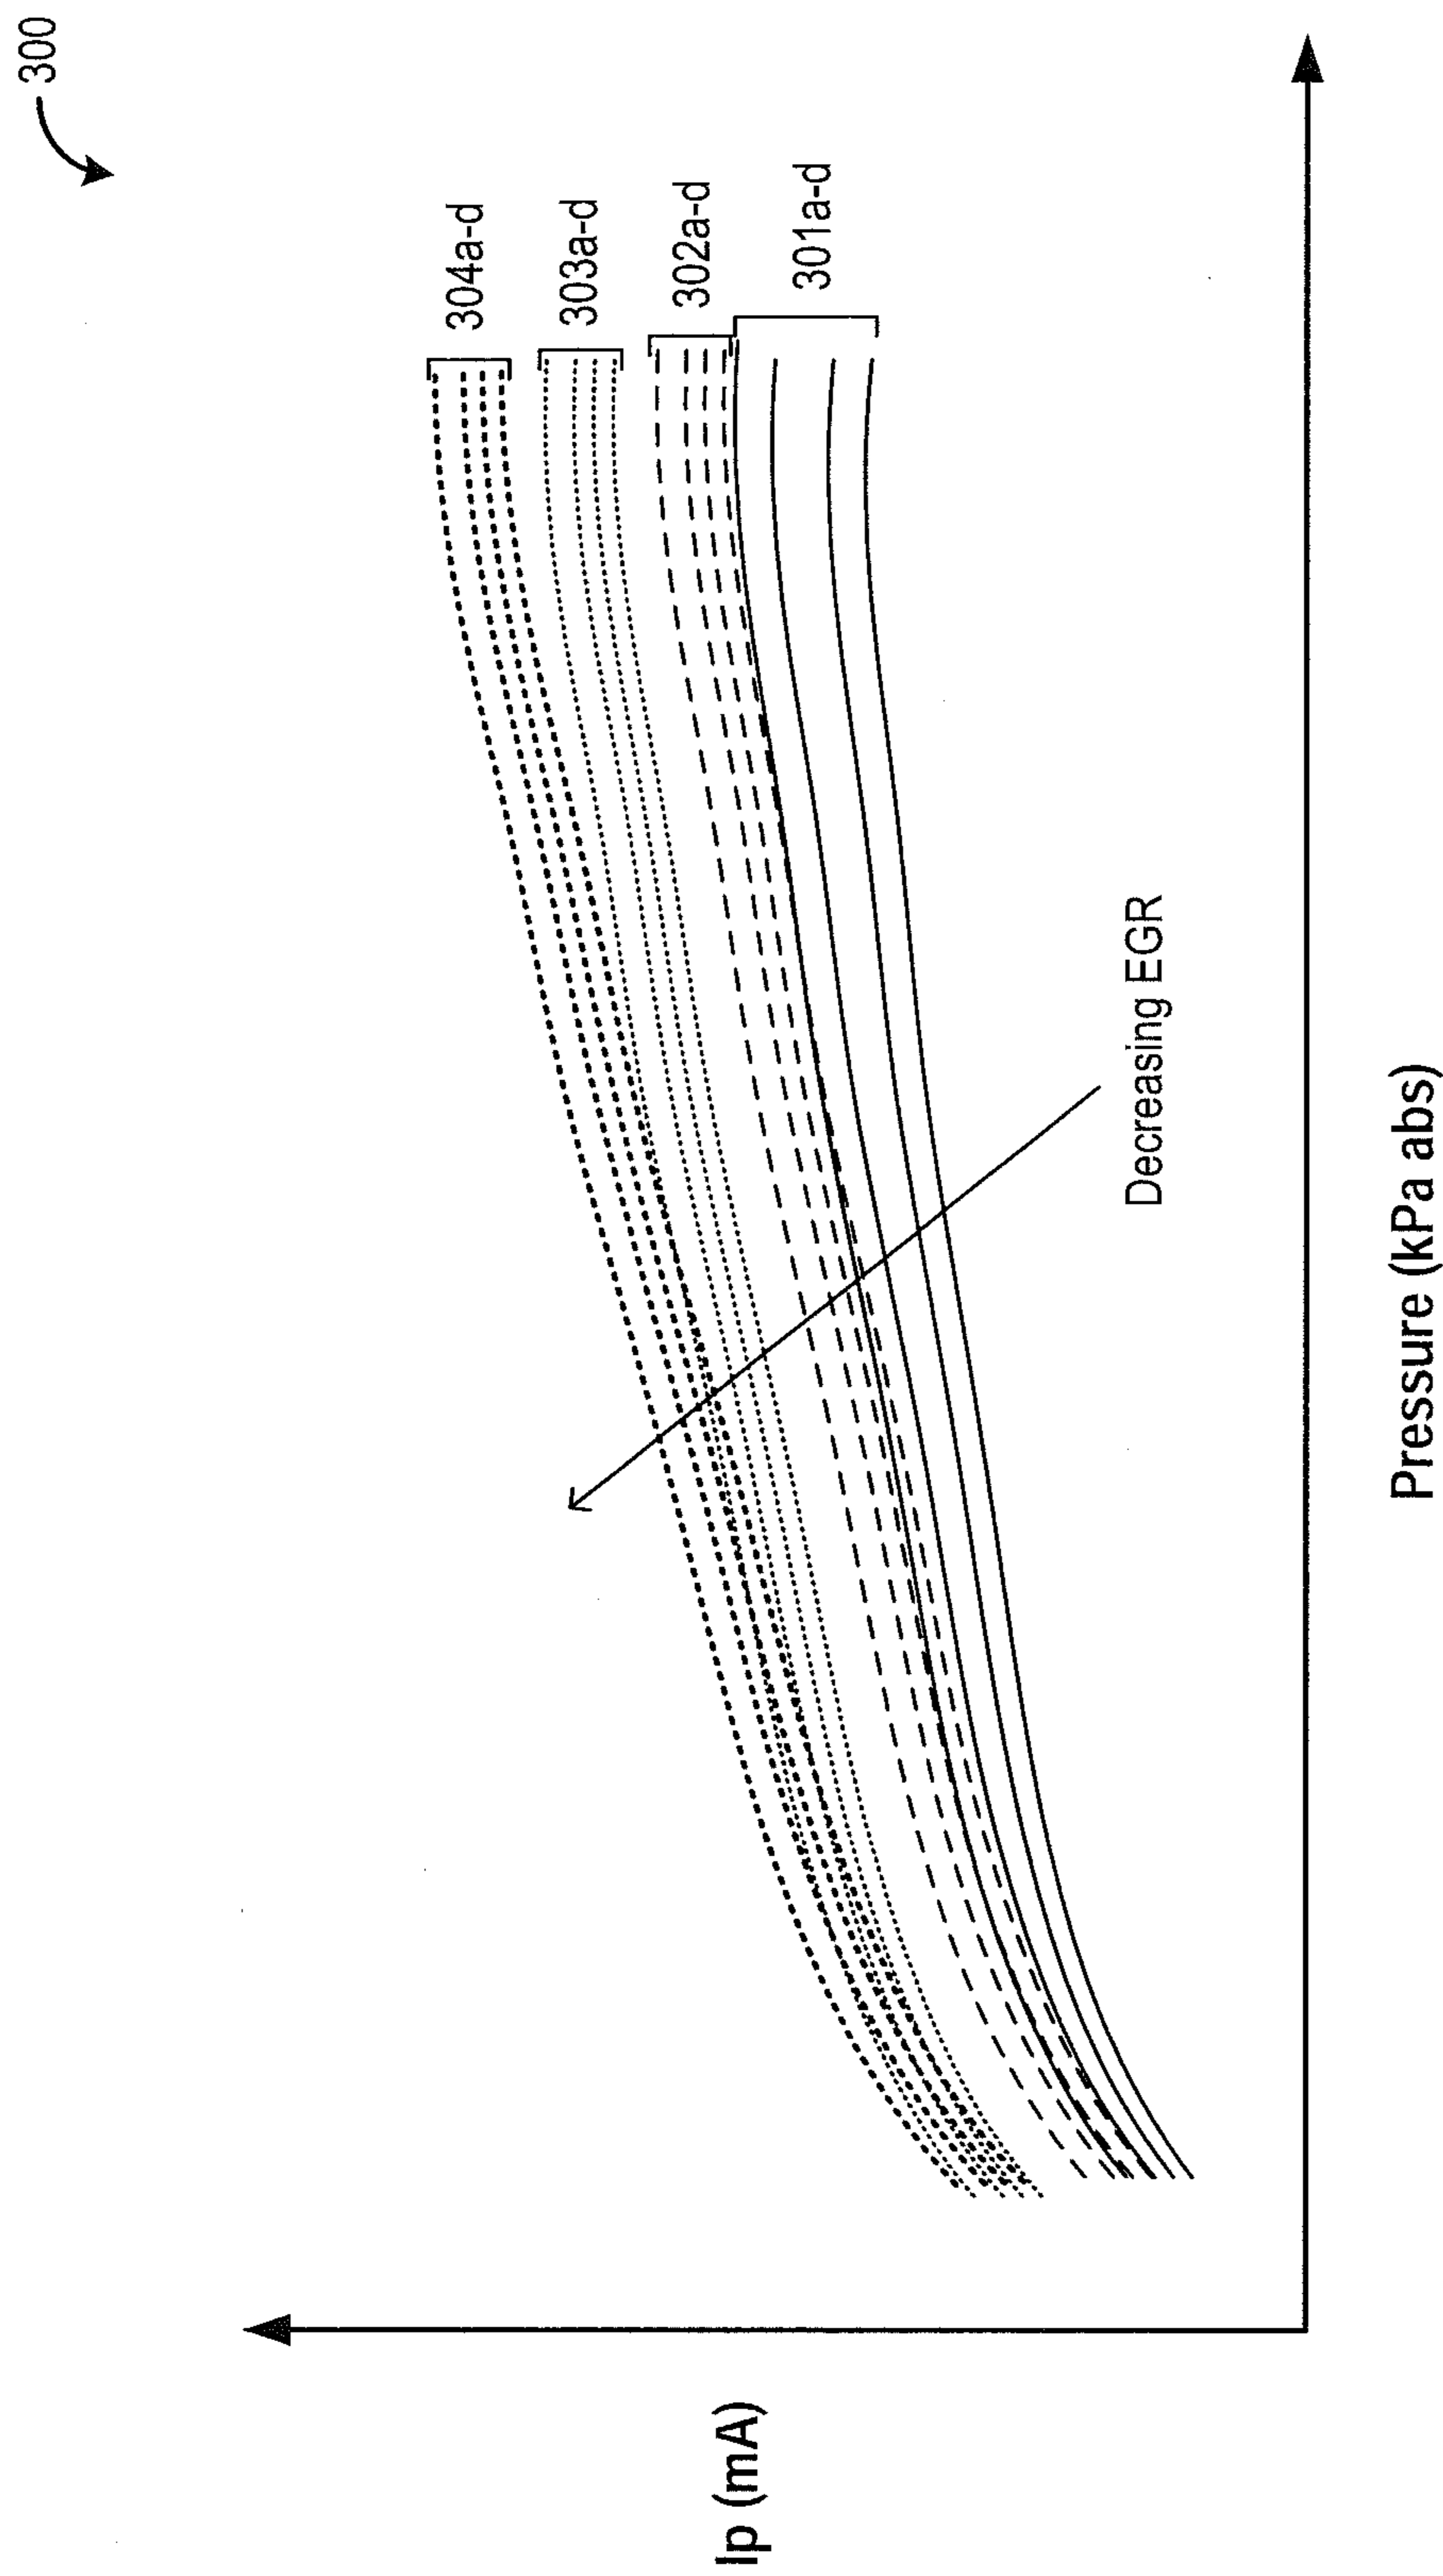 300
304a-d
303a-d
302a-d
301a-d
Decreasing EGR
Ip (mA)
Pressure (kPa abs)